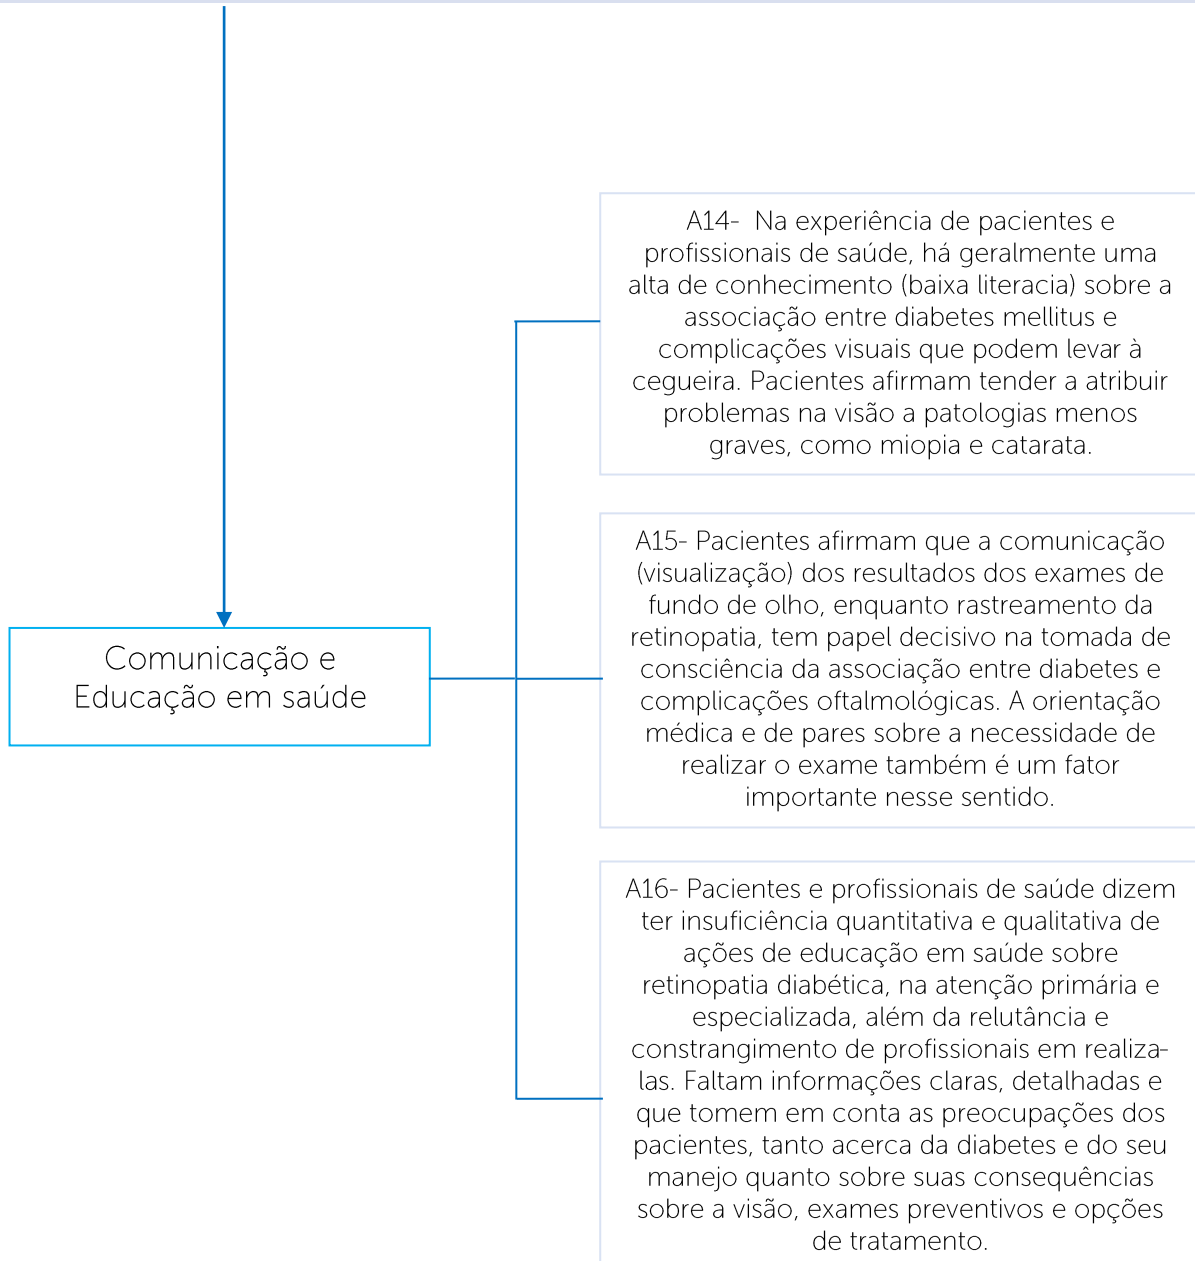 A14- Na experiência de pacientes e
profissionais de saúde, há geralmente uma
alta de conhecimento (baixa literacia) sobre a
associação entre diabetes mellitus e
complicações visuais que podem levar à
cegueira. Pacientes afirmam tender a atribuir
problemas na visão a patologias menos
graves, como miopia e catarata.
A15- Pacientes afirmam que a comunicação
(visualização) dos resultados dos exames de
fundo de olho, enquanto rastreamento da
retinopatia, tem papel decisivo na tomada de
consciência da associação entre diabetes e
complicações oftalmológicas. A orientação
médica e de pares sobre a necessidade de
realizar o exame também é um fator
importante nesse sentido.
Comunicação e
Educação em saúde
A16- Pacientes e profissionais de saúde dizem
ter insuficiência quantitativa e qualitativa de
ações de educação em saúde sobre
retinopatia diabética, na atenção primária e
especializada, além da relutância e
constrangimento de profissionais em realiza-
las. Faltam informações claras, detalhadas e
que tomem em conta as preocupações dos
pacientes, tanto acerca da diabetes e do seu
manejo quanto sobre suas consequências
sobre a visão, exames preventivos e opções
de tratamento.